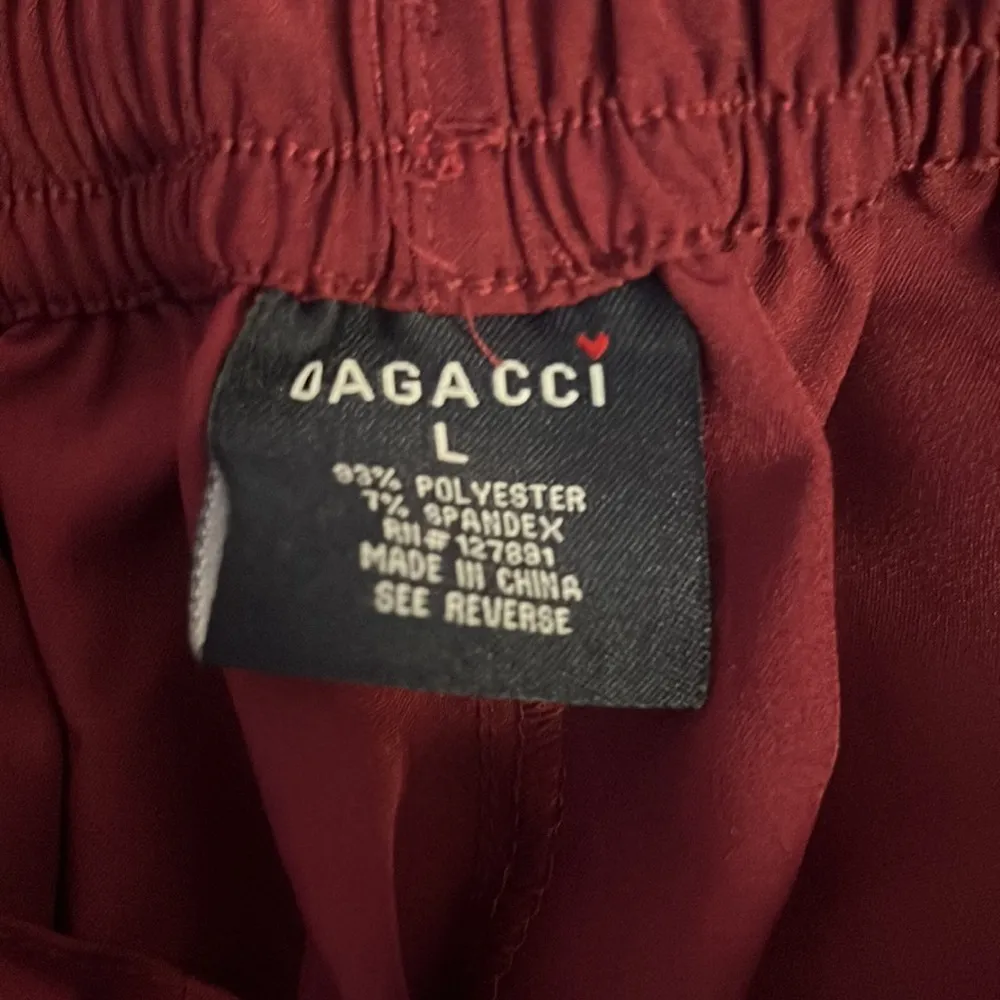 DAGACCI
L
93% POLYESTER
7% SPANDEX
RN# 127891
MADE IN CHINA
SEE REVERSE